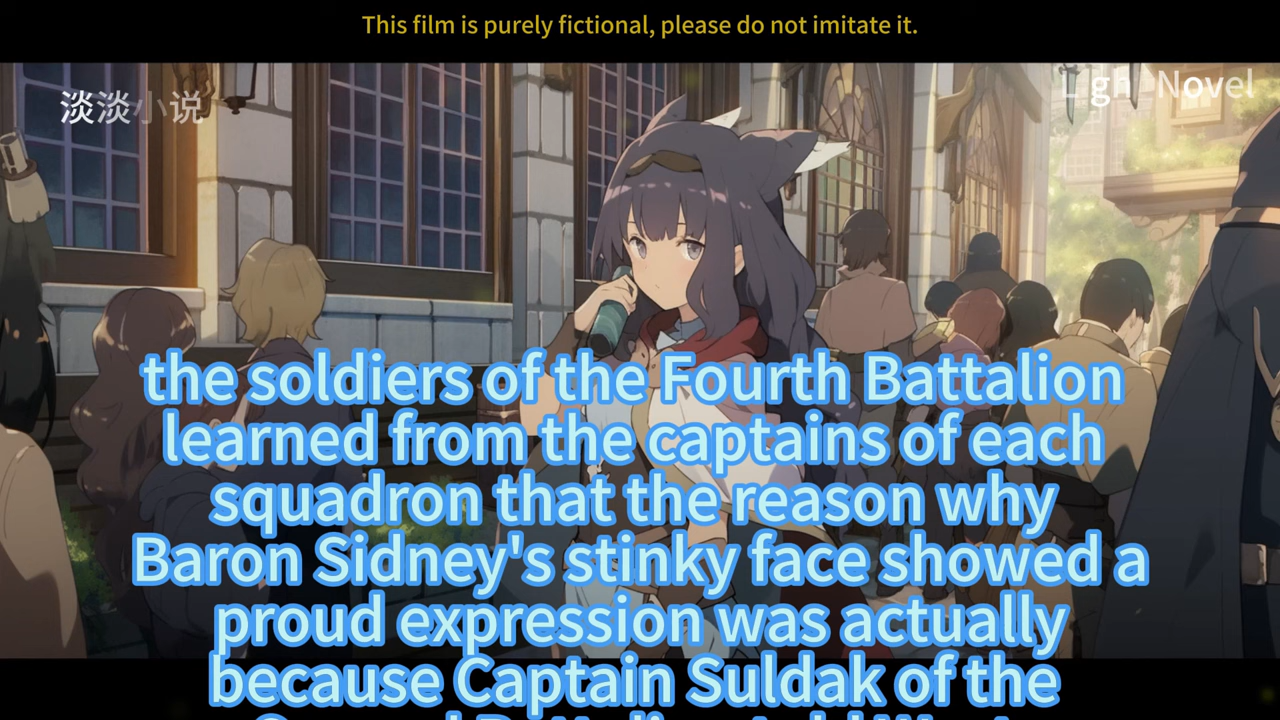 This film is purely fictional, please do not imitate it.
淡淡小说
Light Novel
the soldiers of the Fourth Battalion
learned from the captains of each
squadron that the reason why
Baron Sidney's stinky face showed a
proud expression was actually
because Captain Suldak of the